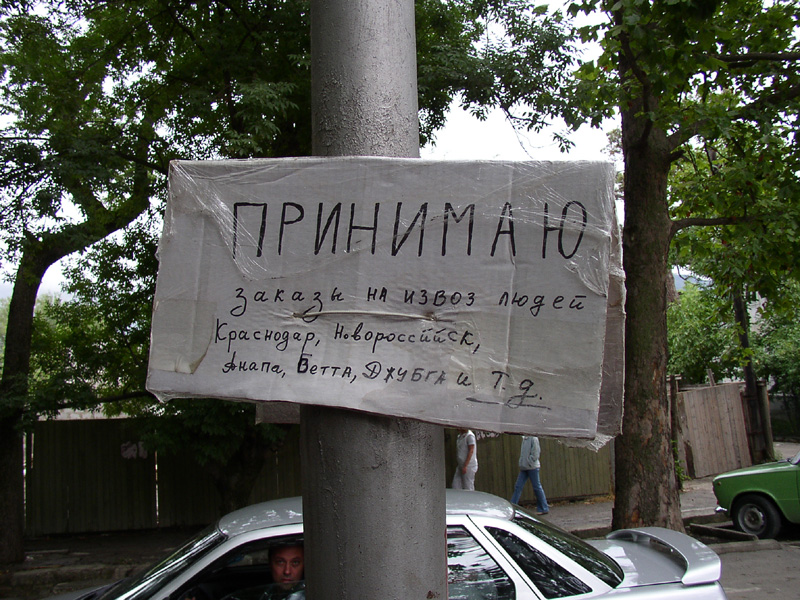 ПРИНИМАЮ
заказы на извоз людей
Краснодар, Новороссийск,
Анапа, Бетта, Джубга и т.д.